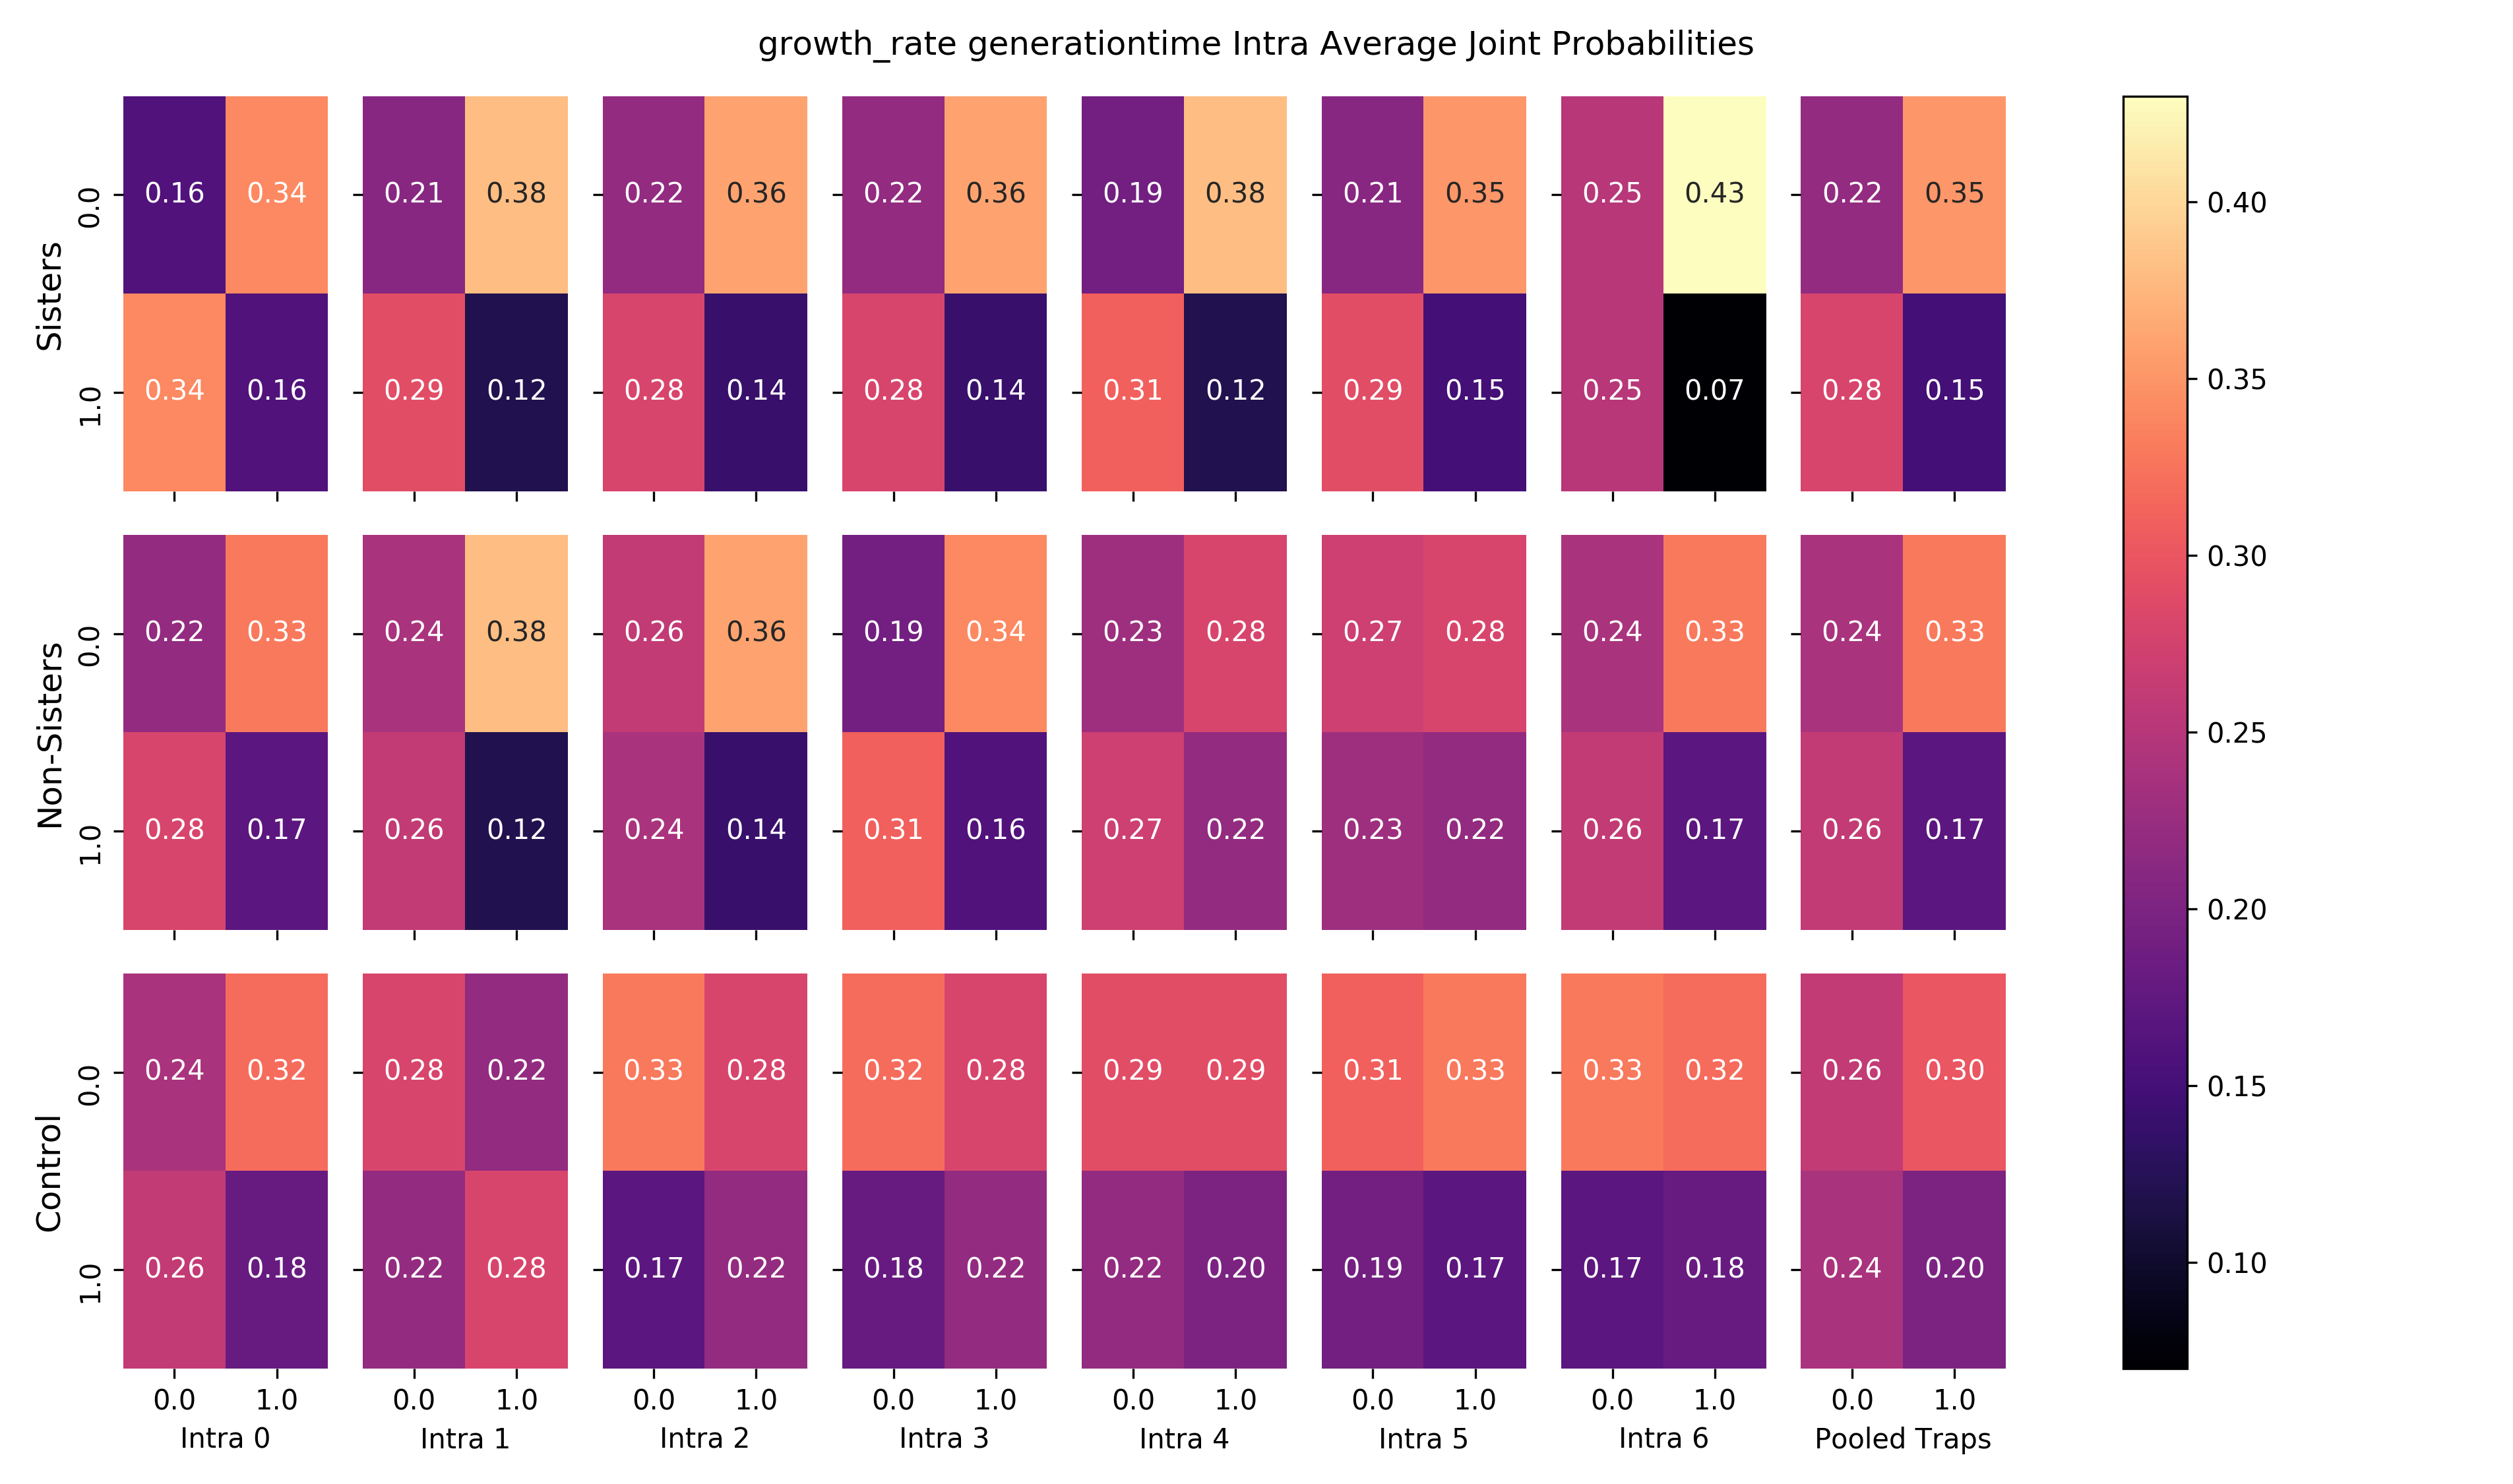 growth_rate generationtime Intra Average Joint Probabilities
Sisters
0.0
0.16 0.34 0.21 0.38 0.22 0.36 0.22 0.36 0.19 0.38 0.21 0.35 0.25 0.43 0.22 0.35
1.0
0.34 0.16 0.29 0.12 0.28 0.14 0.28 0.14 0.31 0.12 0.29 0.15 0.25 0.07 0.28 0.15
Non-Sisters
0.0
0.22 0.33 0.24 0.38 0.26 0.36 0.19 0.34 0.23 0.28 0.27 0.28 0.24 0.33 0.24 0.33
1.0
0.28 0.17 0.26 0.12 0.24 0.14 0.31 0.16 0.27 0.22 0.23 0.22 0.26 0.17 0.26 0.17
Control
0.0
0.24 0.32 0.28 0.22 0.33 0.28 0.32 0.28 0.29 0.29 0.31 0.33 0.33 0.32 0.26 0.30
1.0
0.26 0.18 0.22 0.28 0.17 0.22 0.18 0.22 0.22 0.20 0.19 0.17 0.17 0.18 0.24 0.20
0.0 1.0 0.0 1.0 0.0 1.0 0.0 1.0 0.0 1.0 0.0 1.0 0.0 1.0 0.0 1.0
Intra 0 Intra 1 Intra 2 Intra 3 Intra 4 Intra 5 Intra 6 Pooled Traps
0.40
0.35
0.30
0.25
0.20
0.15
0.10